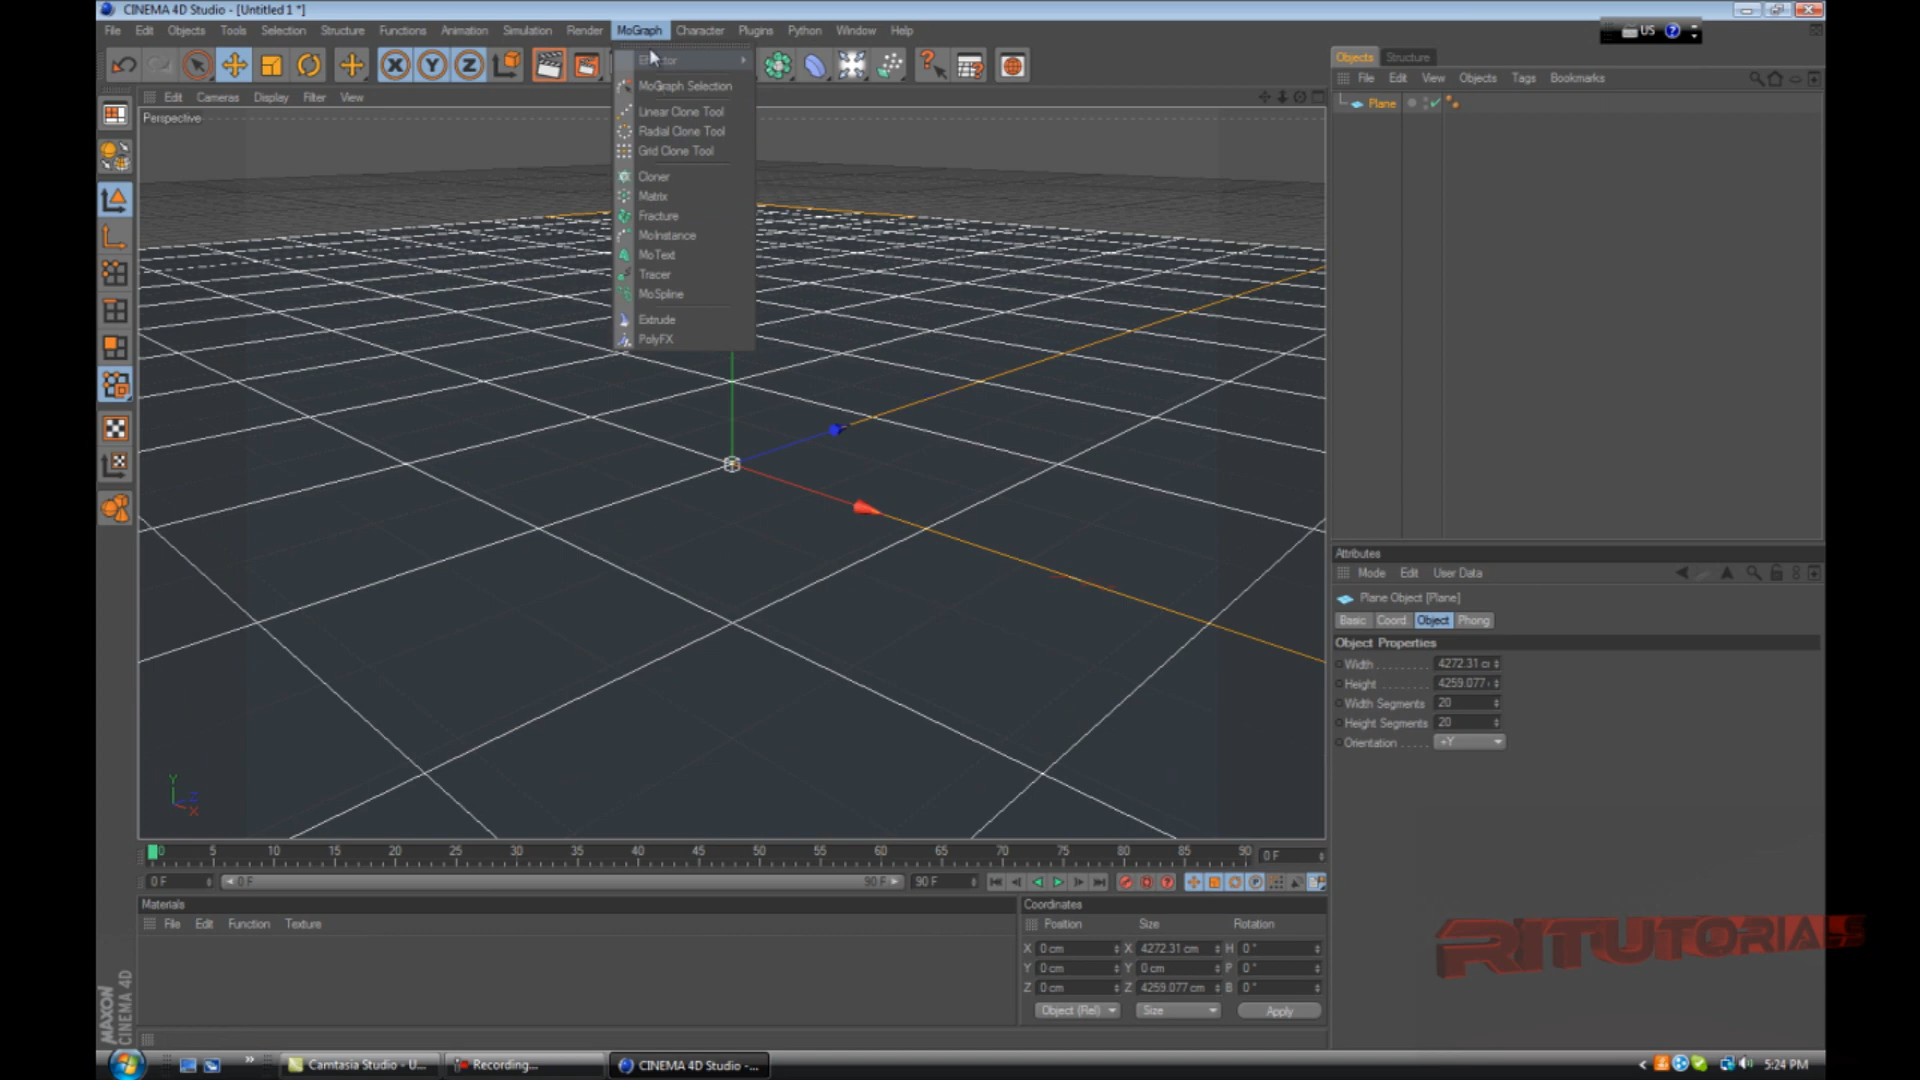 CINEMA 4D Studio - [Untitled 1 *]
File Edit Objects Tools Selection Structure Functions Animation Simulation Render MoGraph Character Plugins Python Window Help
US
Edit Cameras Display Filter View
Perspective
MoGraph Selection
Linear Clone Tool
Radial Clone Tool
Grid Clone Tool
Cloner
Matrix
Fracture
MoInstance
MoText
Tracer
MoSpline
Extrude
PolyFX
Objects Structure
File Edit View Objects Tags Bookmarks
Plane
Attributes
Mode Edit User Data
Plane Object [Plane]
Basic Coord Object Phong
Object Properties
Width 4272.31 c
Height 4259.077
Width Segments 20
Height Segments 20
Orientation +Y
Y
Z
X
0 5 10 15 20 25 30 35 40 45 50 55 60 65 70 75 80 85 90 0 F
0 F 0 F 90 F 90 F
Materials
File Edit Function Texture
Coordinates
Position Size Rotation
X 0 cm X 4272.31 cm H 0 °
Y 0 cm Y 0 cm P 0 °
Z 0 cm Z 4259.077 cm B 0 °
Object (Rel) Size Apply
MAXON
CINEMA 4D
RITUTORIALS
Camtasia Studio - U... Recording... CINEMA 4D Studio -... 5:24 PM